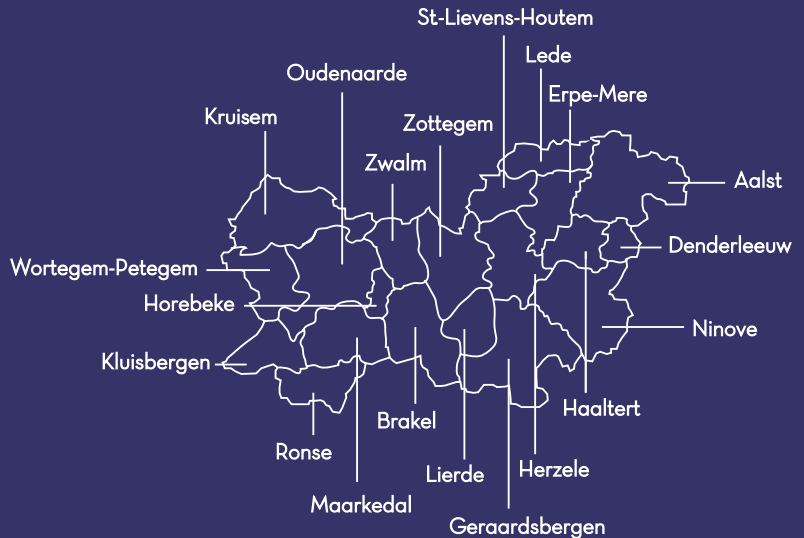 St-Lievens-Houtem
Lede
Oudenaarde
Erpe-Mere
Kruisem
Zottegem
Zwalm
Aalst
Denderleeuw
Wortegem-Petegem
Horebeke
Ninove
Kluisbergen
Haaltert
Brakel
Ronse
Herzele
Lierde
Maarkedal
Geraardsbergen